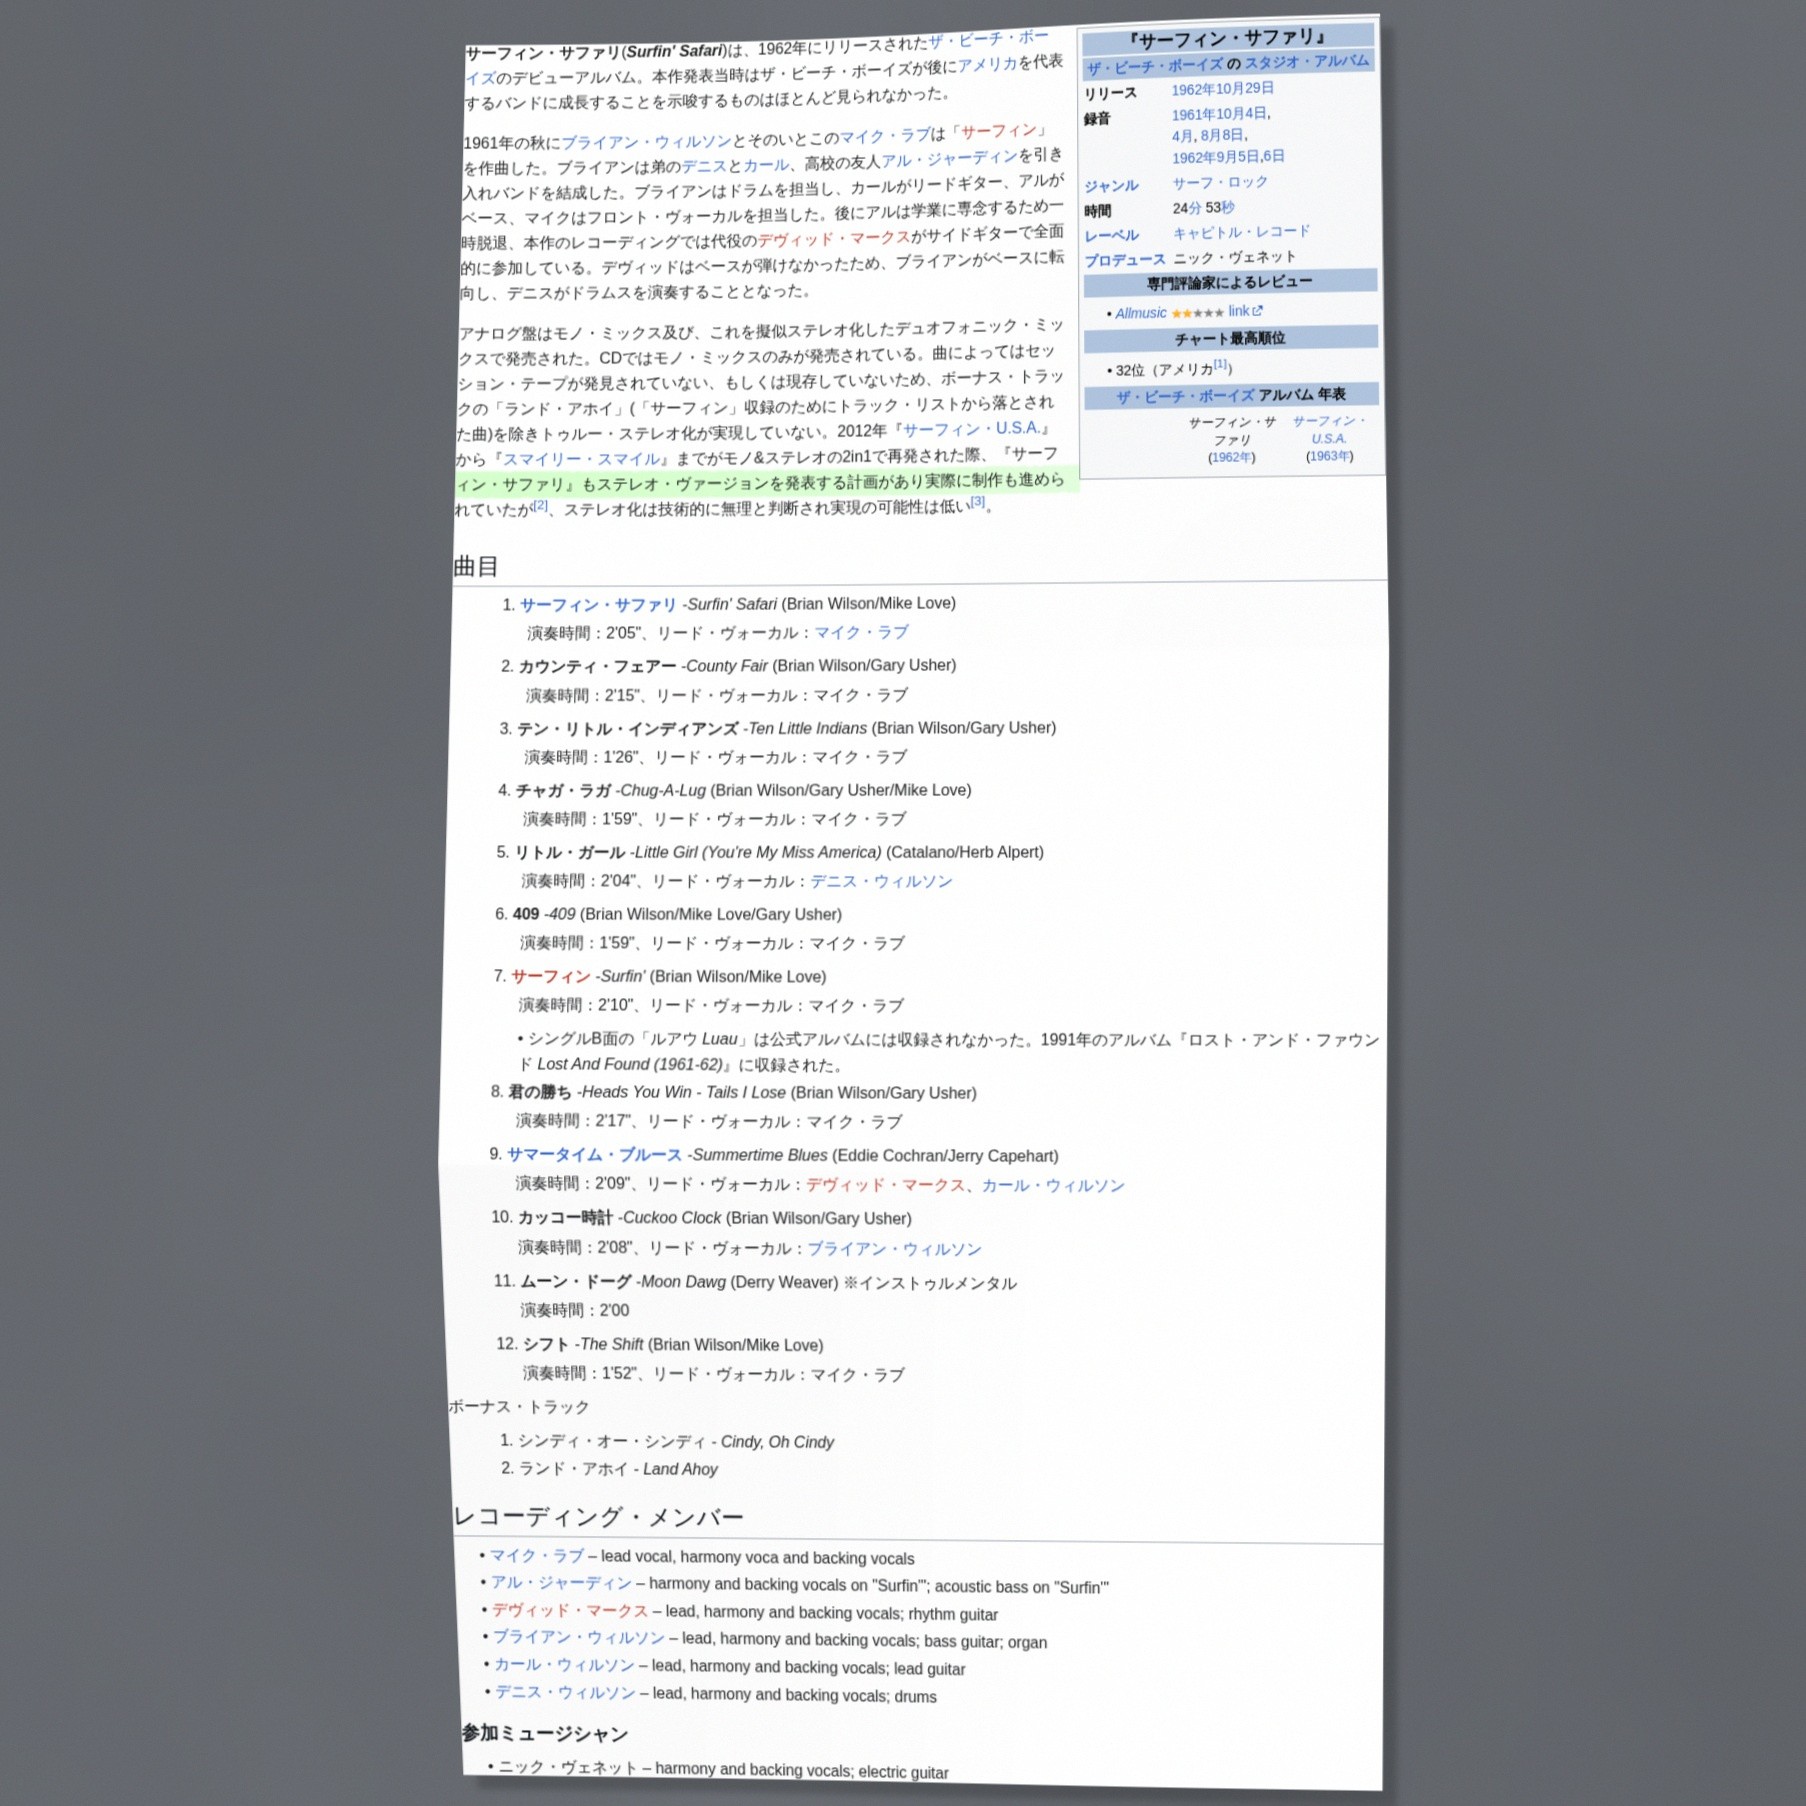 サーフィン・サファリ(Surfin' Safari)は、1962年にリリースされたザ・ビーチ・ボー
イズのデビューアルバム。本作発表当時はザ・ビーチ・ボーイズが後にアメリカを代表
するバンドに成長することを示唆するものはほとんど見られなかった。
1961年の秋にブライアン・ウィルソンとそのいとこのマイク・ラブは「サーフィン」
を作曲した。ブライアンは弟のデニスとカール、高校の友人アル・ジャーディンを引き
入れバンドを結成した。ブライアンはドラムを担当し、カールがリードギター、アルが
ベース、マイクはフロント・ヴォーカルを担当した。後にアルは学業に専念するため一
時脱退、本作のレコーディングでは代役のデヴィッド・マークスがサイドギターで全面
的に参加している。デヴィッドはベースが弾けなかったため、ブライアンがベースに転
向し、デニスがドラムスを演奏することとなった。
アナログ盤はモノ・ミックス及び、これを擬似ステレオ化したデュオフォニック・ミッ
クスで発売された。CDではモノ・ミックスのみが発売されている。曲によってはセッ
ション・テープが発見されていない、もしくは現存していないため、ボーナス・トラッ
クの「ランド・アホイ」(「サーフィン」収録のためにトラック・リストから落とされ
た曲)を除きトゥルー・ステレオ化が実現していない。2012年『サーフィン・U.S.A.』
から『スマイリー・スマイル』までがモノ&ステレオの2in1で再発された際、『サーフ
ィン・サファリ』もステレオ・ヴァージョンを発表する計画があり実際に制作も進めら
れていたが[2]、ステレオ化は技術的に無理と判断され実現の可能性は低い[3]。
『サーフィン・サファリ』
ザ・ビーチ・ボーイズ の スタジオ・アルバム
リリース 1962年10月29日
録音 1961年10月4日,
4月, 8月8日,
1962年9月5日,6日
ジャンル サーフ・ロック
時間 24分 53秒
レーベル キャピトル・レコード
プロデュース ニック・ヴェネット
専門評論家によるレビュー
• Allmusic ★★★★★ link
チャート最高順位
• 32位（アメリカ[1]）
ザ・ビーチ・ボーイズ アルバム 年表
サーフィン・サ サーフィン・
ファリ U.S.A.
(1962年) (1963年)
曲目
1. サーフィン・サファリ -Surfin' Safari (Brian Wilson/Mike Love)
演奏時間：2'05"、リード・ヴォーカル：マイク・ラブ
2. カウンティ・フェアー -County Fair (Brian Wilson/Gary Usher)
演奏時間：2'15"、リード・ヴォーカル：マイク・ラブ
3. テン・リトル・インディアンズ -Ten Little Indians (Brian Wilson/Gary Usher)
演奏時間：1'26"、リード・ヴォーカル：マイク・ラブ
4. チャガ・ラガ -Chug-A-Lug (Brian Wilson/Gary Usher/Mike Love)
演奏時間：1'59"、リード・ヴォーカル：マイク・ラブ
5. リトル・ガール -Little Girl (You're My Miss America) (Catalano/Herb Alpert)
演奏時間：2'04"、リード・ヴォーカル：デニス・ウィルソン
6. 409 -409 (Brian Wilson/Mike Love/Gary Usher)
演奏時間：1'59"、リード・ヴォーカル：マイク・ラブ
7. サーフィン -Surfin' (Brian Wilson/Mike Love)
演奏時間：2'10"、リード・ヴォーカル：マイク・ラブ
• シングルB面の「ルアウ Luau」は公式アルバムには収録されなかった。1991年のアルバム『ロスト・アンド・ファウン
ド Lost And Found (1961-62)』に収録された。
8. 君の勝ち -Heads You Win - Tails I Lose (Brian Wilson/Gary Usher)
演奏時間：2'17"、リード・ヴォーカル：マイク・ラブ
9. サマータイム・ブルース -Summertime Blues (Eddie Cochran/Jerry Capehart)
演奏時間：2'09"、リード・ヴォーカル：デヴィッド・マークス、カール・ウィルソン
10. カッコー時計 -Cuckoo Clock (Brian Wilson/Gary Usher)
演奏時間：2'08"、リード・ヴォーカル：ブライアン・ウィルソン
11. ムーン・ドーグ -Moon Dawg (Derry Weaver) ※インストゥルメンタル
演奏時間：2'00
12. シフト -The Shift (Brian Wilson/Mike Love)
演奏時間：1'52"、リード・ヴォーカル：マイク・ラブ
ボーナス・トラック
1. シンディ・オー・シンディ - Cindy, Oh Cindy
2. ランド・アホイ - Land Ahoy
レコーディング・メンバー
• マイク・ラブ – lead vocal, harmony voca and backing vocals
• アル・ジャーディン – harmony and backing vocals on "Surfin'"; acoustic bass on "Surfin'"
• デヴィッド・マークス – lead, harmony and backing vocals; rhythm guitar
• ブライアン・ウィルソン – lead, harmony and backing vocals; bass guitar; organ
• カール・ウィルソン – lead, harmony and backing vocals; lead guitar
• デニス・ウィルソン – lead, harmony and backing vocals; drums
参加ミュージシャン
• ニック・ヴェネット – harmony and backing vocals; electric guitar